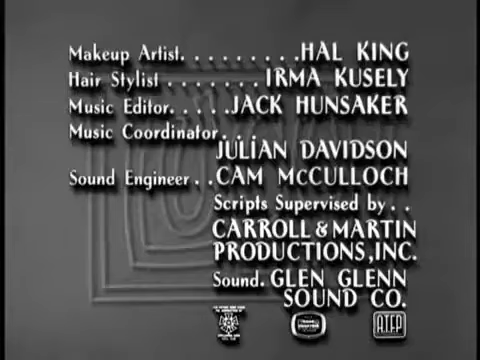 Makeup Artist. . . . . . . . .HAL KING
Hair Stylist . . . . . . . IRMA KUSELY
Music Editor. . . . .JACK HUNSAKER
Music Coordinator. . .
JULIAN DAVIDSON
Sound Engineer . . CAM McCULLOCH
Scripts Supervised by. . .
CARROLL & MARTIN
PRODUCTIONS, INC.
Sound. GLEN GLENN
SOUND CO.
A.T.F.P.